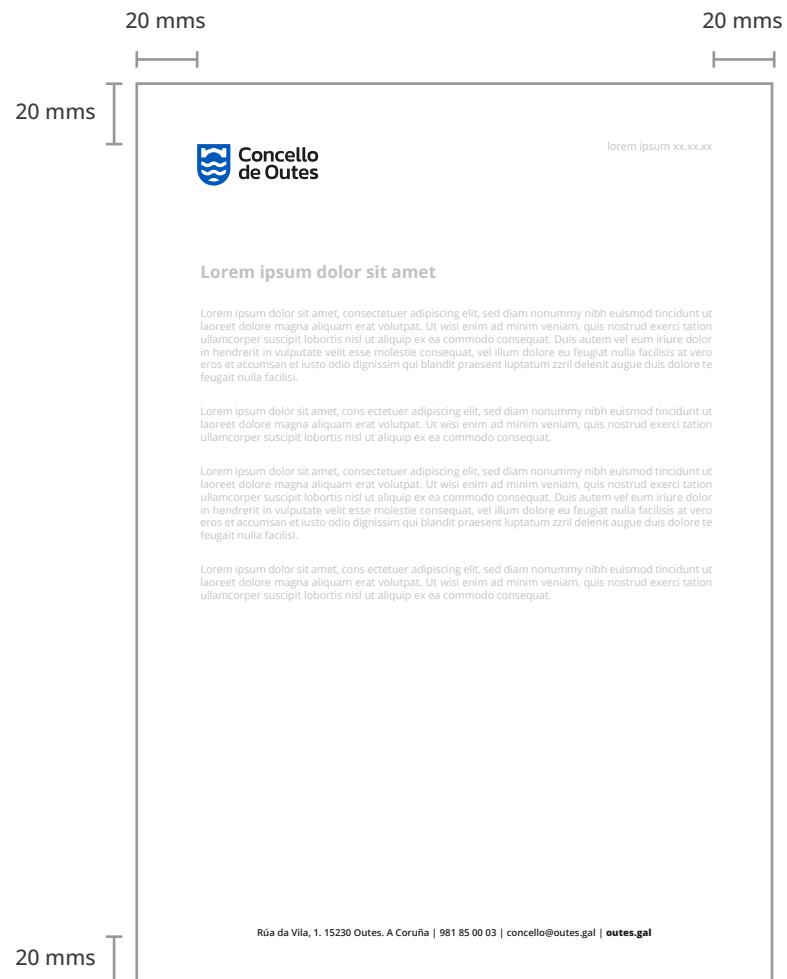 20 mms
20 mms
20 mms
Concello
de Outes
lorem ipsum xx.xx.xx
Lorem ipsum dolor sit amet
Lorem ipsum dolor sit amet, consectetuer adipiscing elit, sed diam nonummy nibh euismod tincidunt ut
laoreet dolore magna aliquam erat volutpat. Ut wisi enim ad minim veniam, quis nostrud exerci tation
ullamcorper suscipit lobortis nisl ut aliquip ex ea commodo consequat. Duis autem vel eum iriure dolor
in hendrerit in vulputate velit esse molestie consequat, vel illum dolore eu feugiat nulla facilisis at vero
eros et accumsan et iusto odio dignissim qui blandit praesent luptatum zzril delenit augue duis dolore te
feugait nulla facilisi.
Lorem ipsum dolor sit amet, cons ectetuer adipiscing elit, sed diam nonummy nibh euismod tincidunt ut
laoreet dolore magna aliquam erat volutpat. Ut wisi enim ad minim veniam, quis nostrud exerci tation
ullamcorper suscipit lobortis nisl ut aliquip ex ea commodo consequat.
Lorem ipsum dolor sit amet, consectetuer adipiscing elit, sed diam nonummy nibh euismod tincidunt ut
laoreet dolore magna aliquam erat volutpat. Ut wisi enim ad minim veniam, quis nostrud exerci tation
ullamcorper suscipit lobortis nisl ut aliquip ex ea commodo consequat. Duis autem vel eum iriure dolor
in hendrerit in vulputate velit esse molestie consequat, vel illum dolore eu feugiat nulla facilisis at vero
eros et accumsan et iusto odio dignissim qui blandit praesent luptatum zzril delenit augue duis dolore te
feugait nulla facilisi.
Lorem ipsum dolor sit amet, cons ectetuer adipiscing elit, sed diam nonummy nibh euismod tincidunt ut
laoreet dolore magna aliquam erat volutpat. Ut wisi enim ad minim veniam, quis nostrud exerci tation
ullamcorper suscipit lobortis nisl ut aliquip ex ea commodo consequat.
Rúa da Vila, 1. 15230 Outes. A Coruña | 981 85 00 03 | concello@outes.gal | outes.gal
20 mms